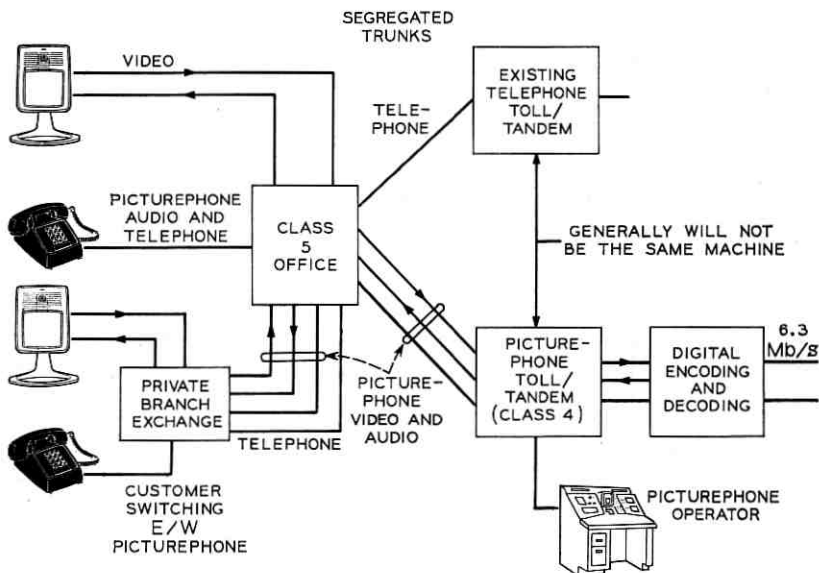 SEGREGATED
TRUNKS
VIDEO
EXISTING
TELEPHONE
TOLL/
TANDEM
TELE-
PHONE
PICTUREPHONE
AUDIO AND
TELEPHONE
CLASS
5
OFFICE
GENERALLY WILL NOT
BE THE SAME MACHINE
PRIVATE
BRANCH
EXCHANGE
PICTURE-
PHONE
VIDEO AND
AUDIO
PICTURE-
PHONE
TOLL/
TANDEM
(CLASS 4)
DIGITAL
ENCODING
AND
DECODING
6.3
Mb/s
TELEPHONE
CUSTOMER
SWITCHING
E/W
PICTUREPHONE
PICTUREPHONE
OPERATOR